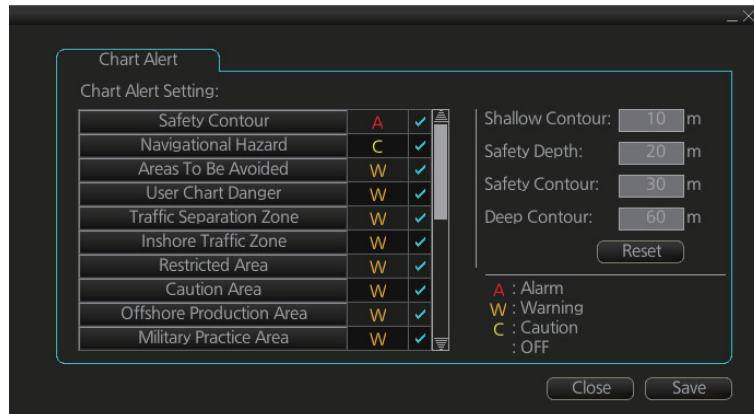 Chart Alert
Chart Alert Setting:
Safety Contour A
Navigational Hazard C
Areas To Be Avoided W
User Chart Danger W
Traffic Separation Zone W
Inshore Traffic Zone W
Restricted Area W
Caution Area W
Offshore Production Area W
Military Practice Area W
Shallow Contour: 10 m
Safety Depth: 20 m
Safety Contour: 30 m
Deep Contour: 60 m
Reset
A : Alarm
W : Warning
C : Caution
: OFF
Close Save